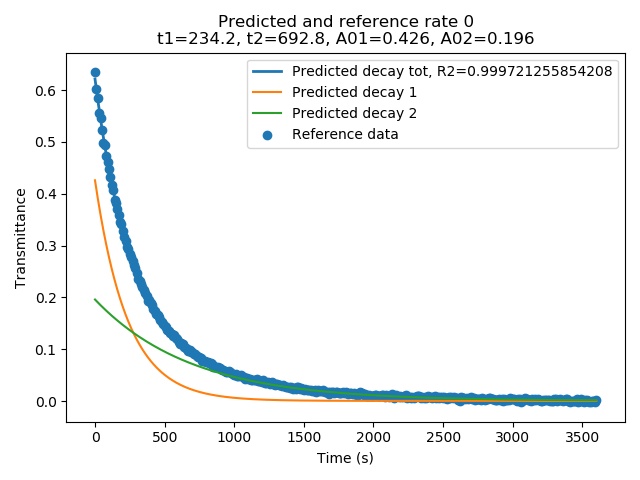 Predicted and reference rate 0
t1=234.2, t2=692.8, A01=0.426, A02=0.196
Predicted decay tot, R2=0.999721255854208
Predicted decay 1
Predicted decay 2
Reference data
Transmittance
0.6
0.5
0.4
0.3
0.2
0.1
0.0
0 500 1000 1500 2000 2500 3000 3500
Time (s)